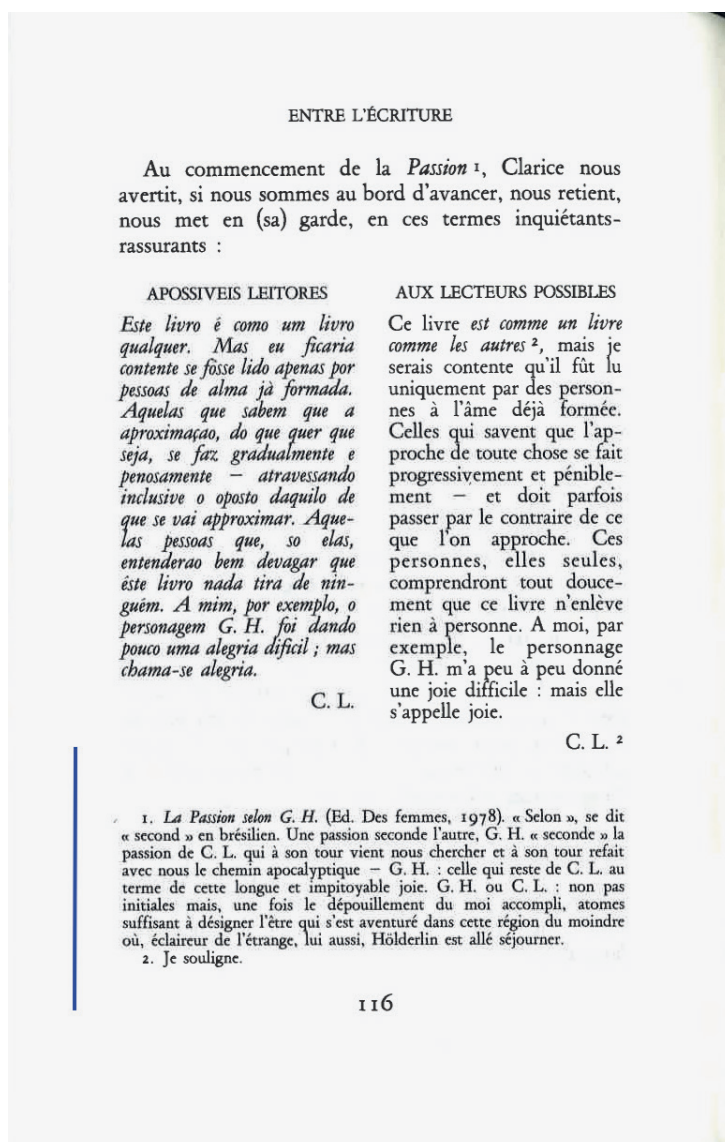 ENTRE L'ÉCRITURE
Au commencement de la Passion ¹, Clarice nous
avertit, si nous sommes au bord d'avancer, nous retient,
nous met en (sa) garde, en ces termes inquiétants-
rassurants :
APOSSIVEIS LEITORES
Este livro é como um livro
qualquer. Mas eu ficaria
contente se fôsse lido apenas por
pessoas de alma jà formada.
Aquelas que sabem que a
aproximaçao, do que quer que
seja, se faz gradualmente e
penosamente — atravessando
inclusive o oposto daquilo de
que se vai approximar. Aque-
las pessoas que, so elas,
entenderao bem devagar que
êste livro nada tira de nin-
guém. A mim, por exemplo, o
personagem G. H. foi dando
pouco uma alegria dificil ; mas
chama-se alegria.
C. L.
AUX LECTEURS POSSIBLES
Ce livre est comme un livre
comme les autres ², mais je
serais contente qu'il fût lu
uniquement par des person-
nes à l'âme déjà formée.
Celles qui savent que l'ap-
proche de toute chose se fait
progressivement et pénible-
ment — et doit parfois
passer par le contraire de ce
que l'on approche. Ces
personnes, elles seules,
comprendront tout douce-
ment que ce livre n'enlève
rien à personne. A moi, par
exemple, le personnage
G. H. m'a peu à peu donné
une joie difficile : mais elle
s'appelle joie.
C. L. ²
1. La Passion selon G. H. (Ed. Des femmes, 1978). « Selon », se dit
« second » en brésilien. Une passion seconde l'autre, G. H. « seconde » la
passion de C. L. qui à son tour vient nous chercher et à son tour refait
avec nous le chemin apocalyptique — G. H. : celle qui reste de C. L. au
terme de cette longue et impitoyable joie. G. H. ou C. L. : non pas
initiales mais, une fois le dépouillement du moi accompli, atomes
suffisant à désigner l'être qui s'est aventuré dans cette région du moindre
où, éclaireur de l'étrange, lui aussi, Hölderlin est allé séjourner.
2. Je souligne.
116